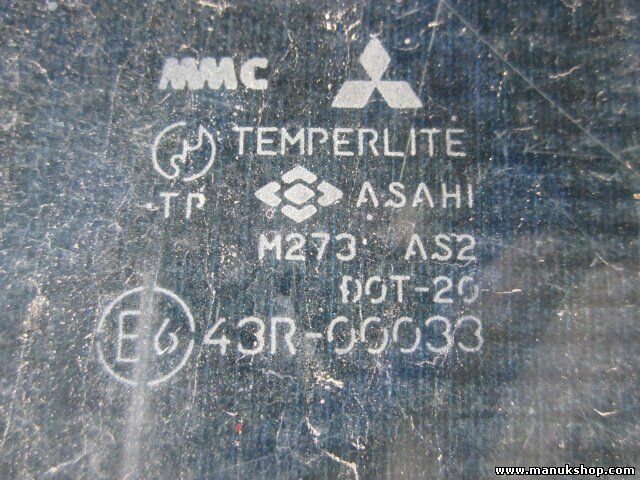 MMC
TEMPERLITE
TP ASAHI
M273 AS2
DOT-20
E6 43R-00033
www.manukshop.com